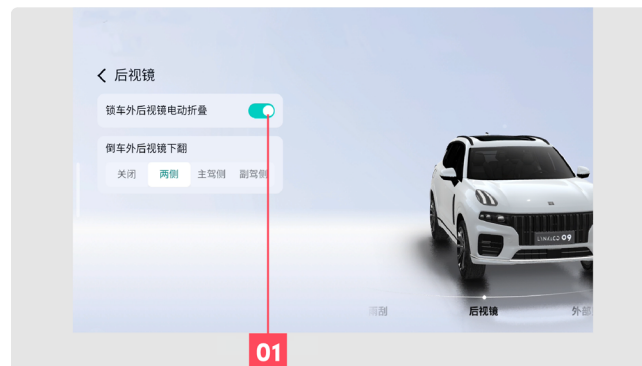 后视镜
锁车外后视镜电动折叠
倒车外后视镜下翻
关闭 两侧 主驾侧 副驾侧
LYNK&CO 09
雨刮 后视镜 外部
01